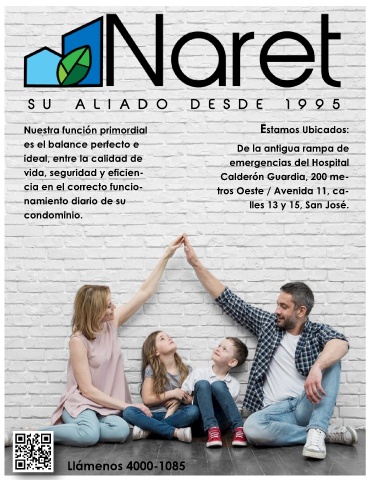 Naret
SU ALIADO DESDE 1995
Nuestra función primordial
es el balance perfecto e
ideal, entre la calidad de
vida, seguridad y eficien-
cia en el correcto funcio-
namiento diario de su
condominio.
Estamos Ubicados:
De la antigua rampa de
emergencias del Hospital
Calderón Guardia, 200 me-
tros Oeste / Avenida 11, ca-
lles 13 y 15, San José.
Llámenos 4000-1085